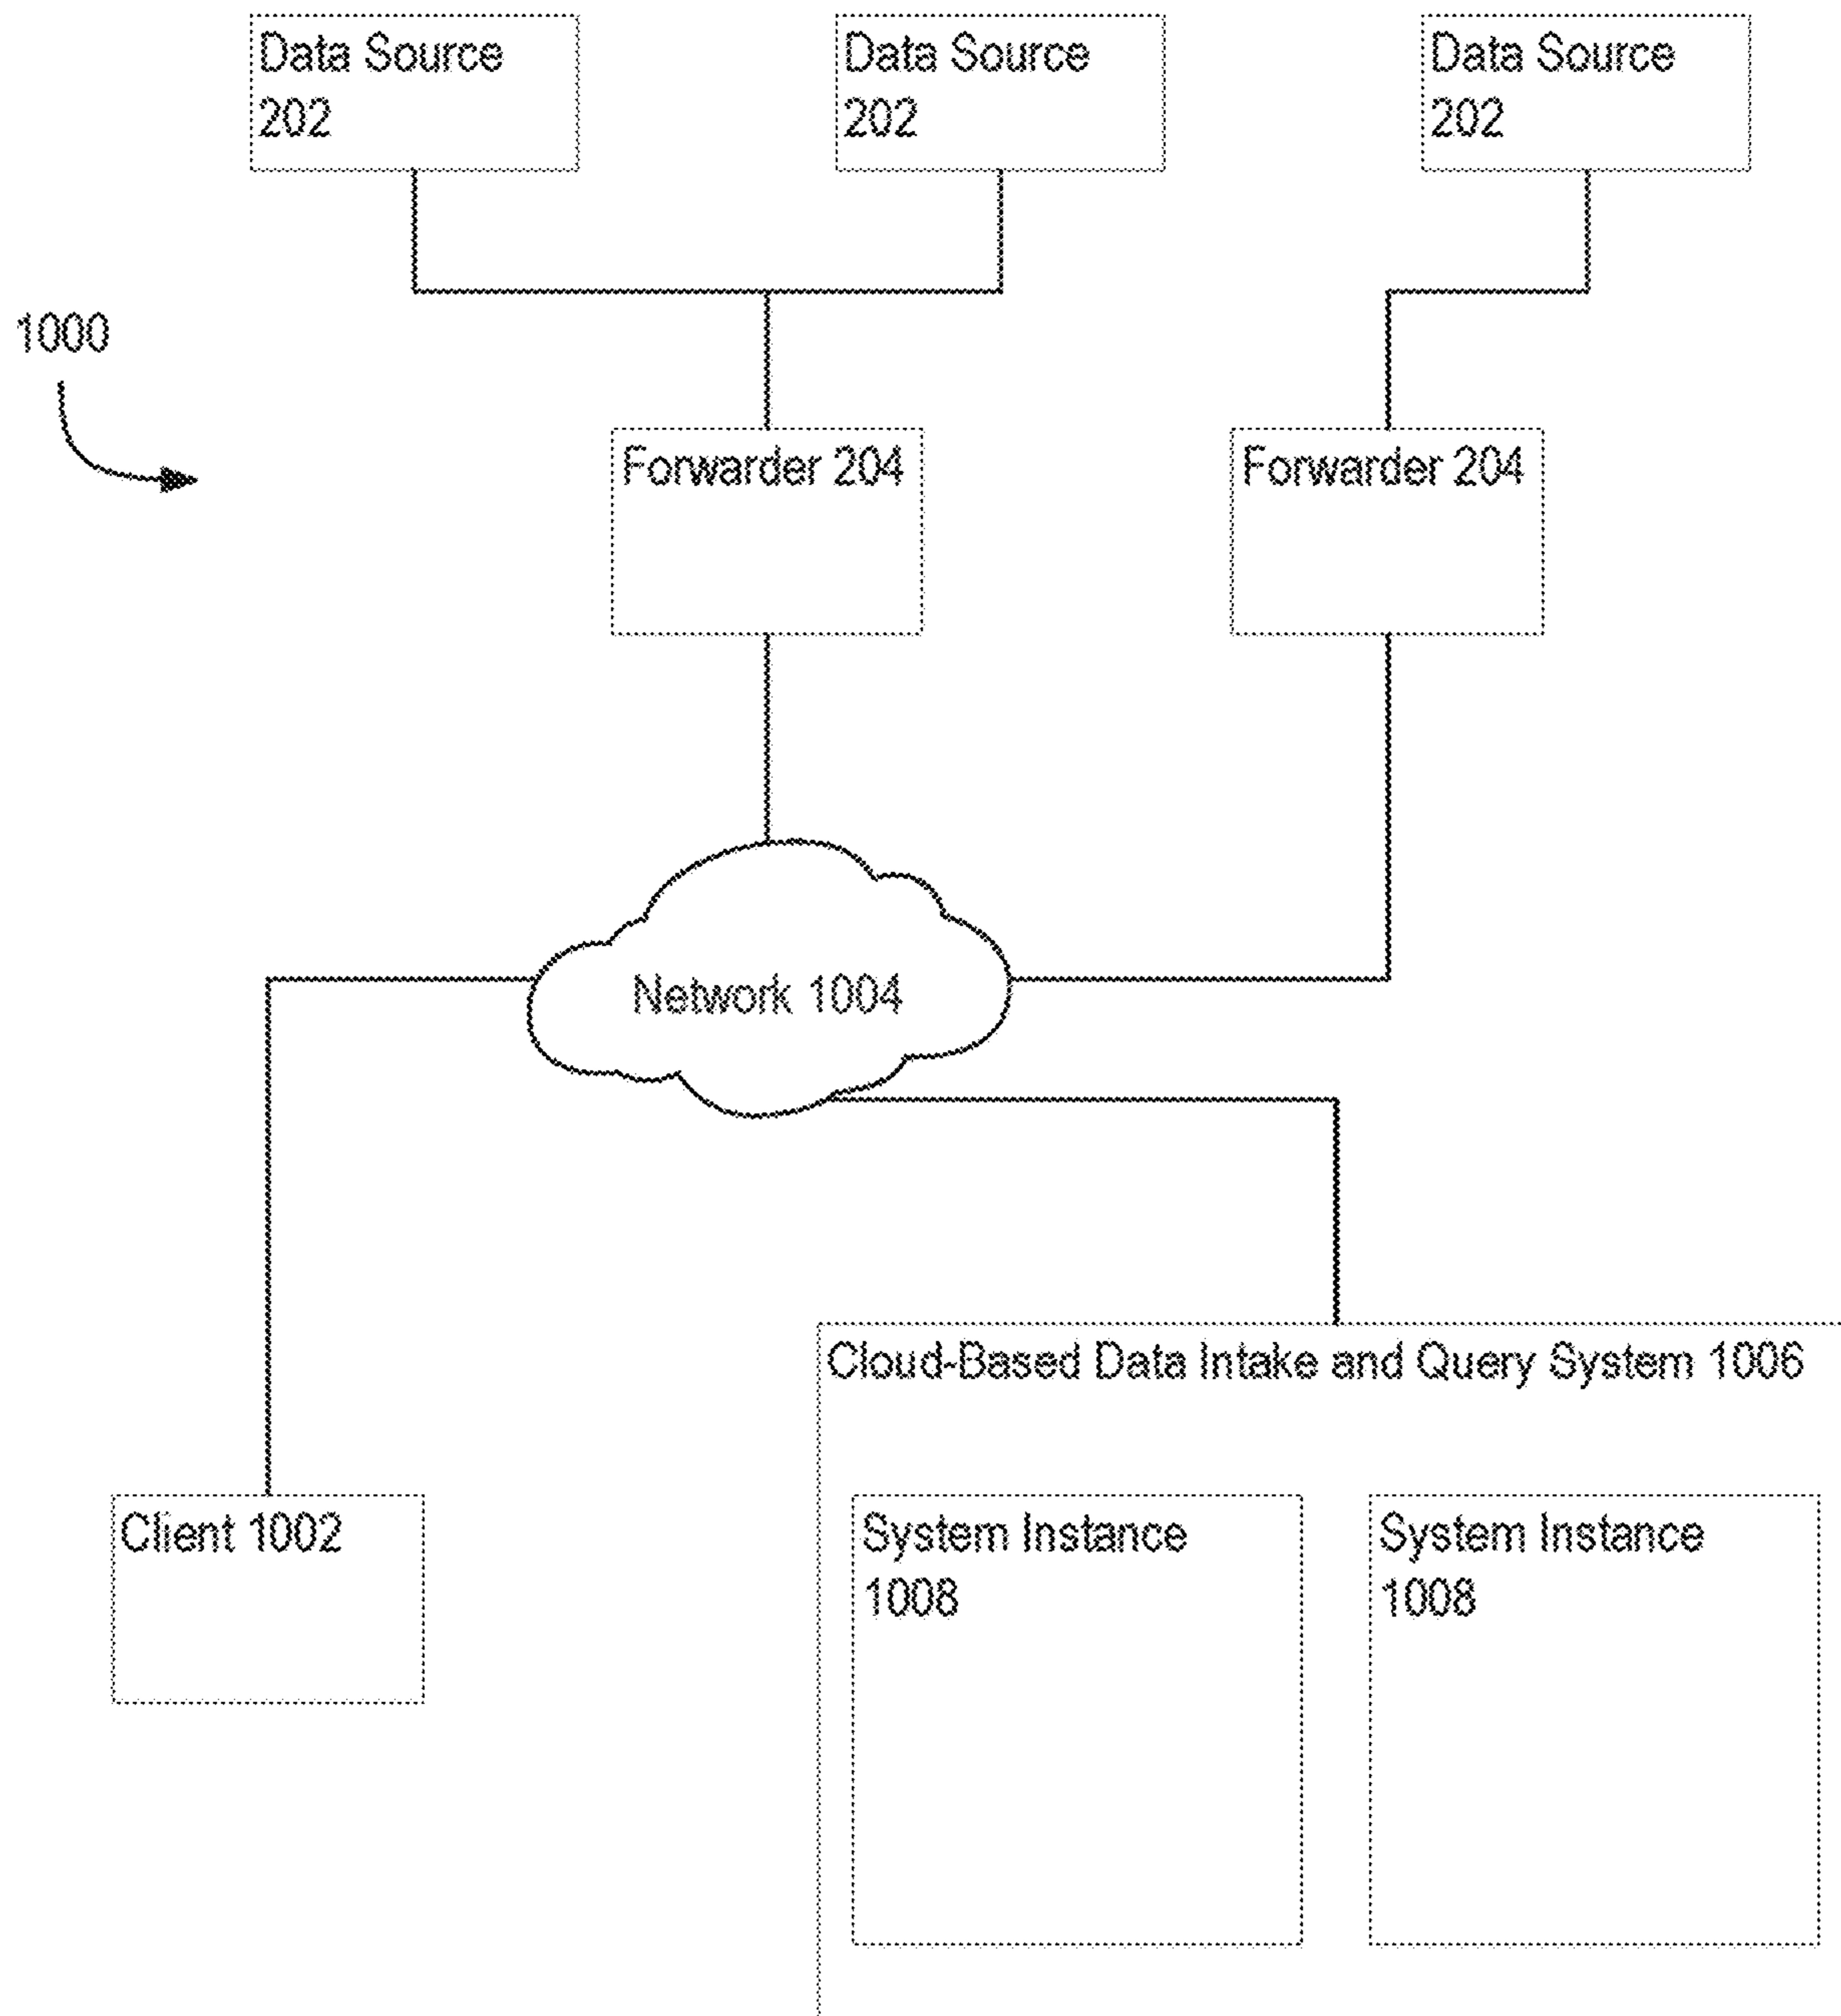 Data Source
202
Data Source
202
Data Source
202
1000
Forwarder 204
Forwarder 204
Network 1004
Cloud-Based Data Intake and Query System 1006
Client 1002
System Instance
1008
System Instance
1008